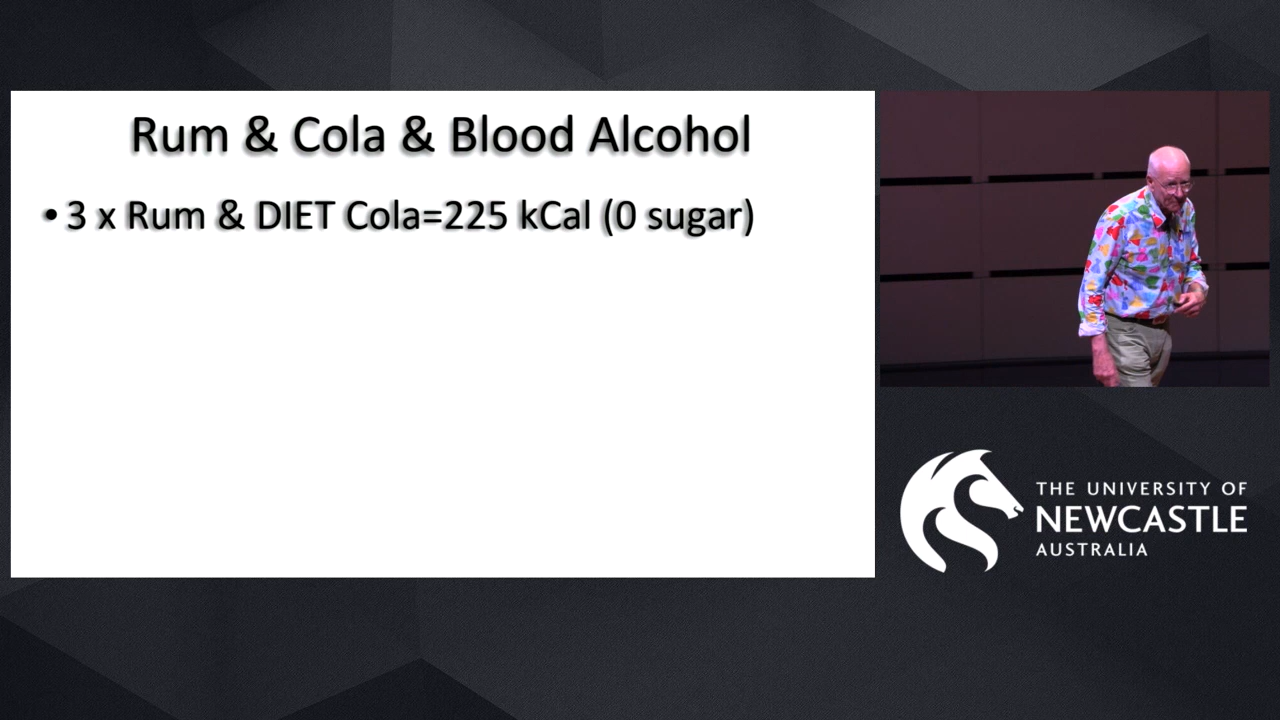 Rum & Cola & Blood Alcohol
• 3 x Rum & DIET Cola=225 kCal (0 sugar)
THE UNIVERSITY OF
NEWCASTLE
AUSTRALIA